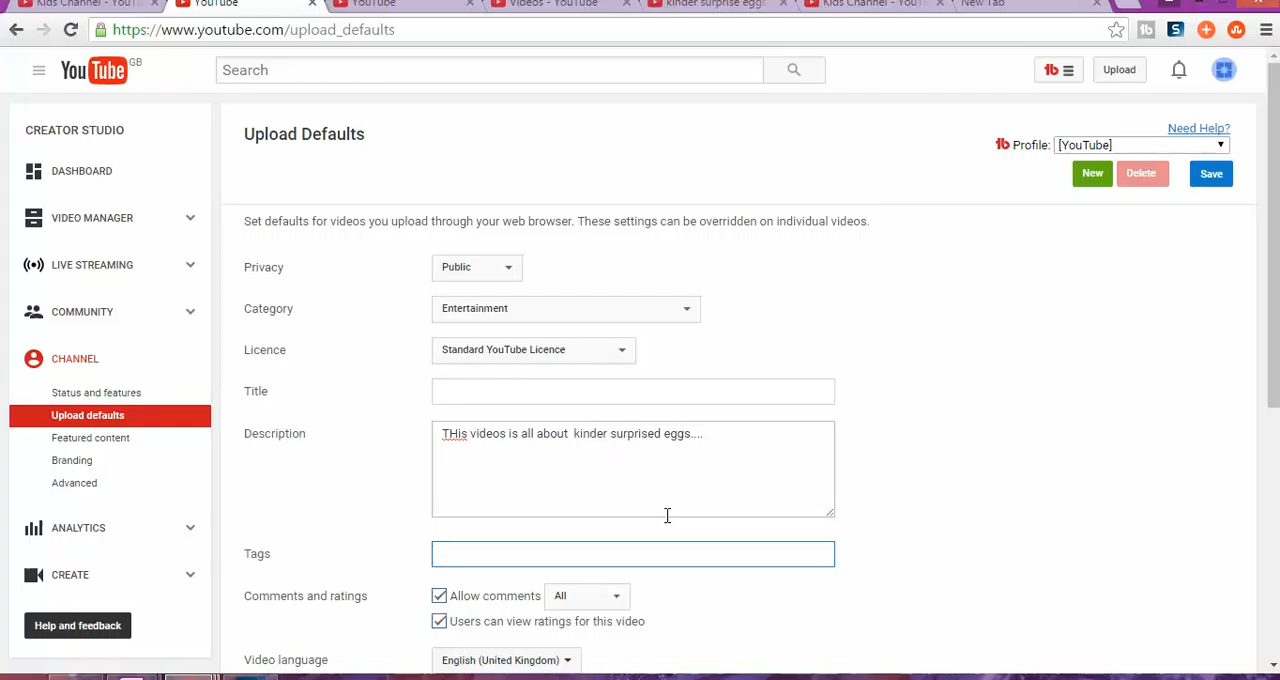 Kids Channel - YouT
YouTube
YouTube
Videos - YouTube
kinder surprise eggs
Kids Channel - YouT
New Tab
https://www.youtube.com/upload_defaults
YouTube GB
Search
Upload
CREATOR STUDIO
DASHBOARD
VIDEO MANAGER
LIVE STREAMING
COMMUNITY
CHANNEL
Status and features
Upload defaults
Featured content
Branding
Advanced
ANALYTICS
CREATE
Help and feedback
Upload Defaults
Need Help?
Profile: [YouTube]
New
Delete
Save
Set defaults for videos you upload through your web browser. These settings can be overridden on individual videos.
Privacy
Public
Category
Entertainment
Licence
Standard YouTube Licence
Title
Description
THis videos is all about kinder surprised eggs....
Tags
Comments and ratings
Allow comments
All
Users can view ratings for this video
Video language
English (United Kingdom)